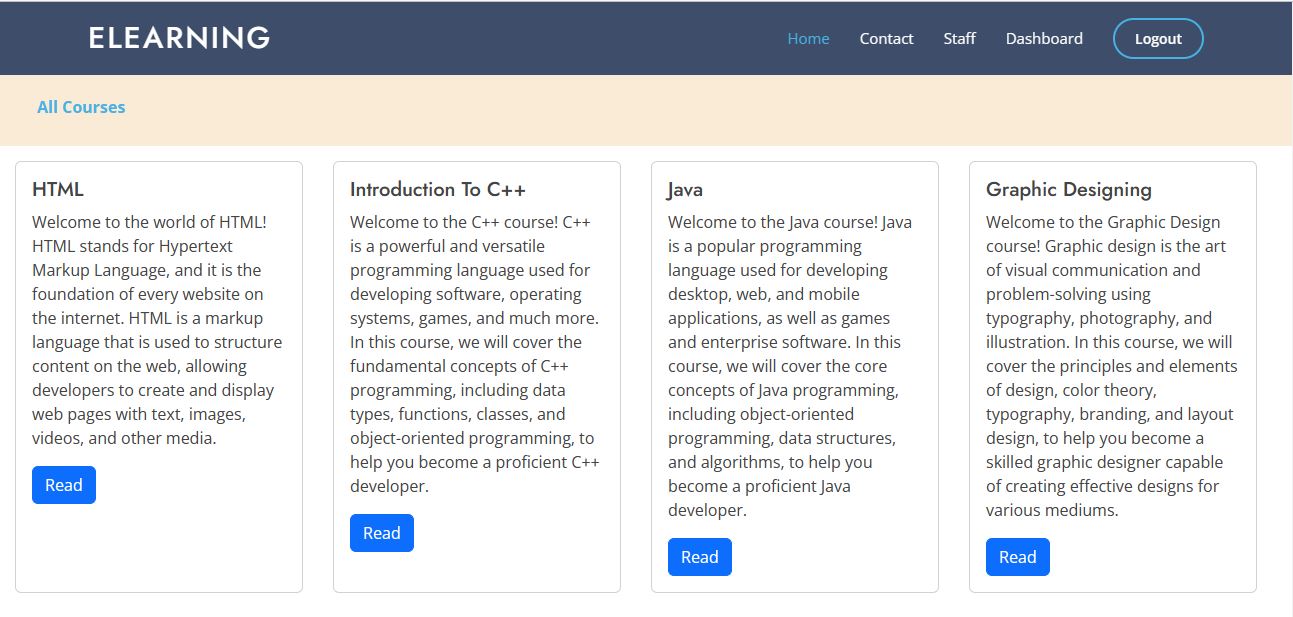 ELEARNING
Home Contact Staff Dashboard Logout
All Courses
HTML
Welcome to the world of HTML!
HTML stands for Hypertext
Markup Language, and it is the
foundation of every website on
the internet. HTML is a markup
language that is used to structure
content on the web, allowing
developers to create and display
web pages with text, images,
videos, and other media.
Read
Introduction To C++
Welcome to the C++ course! C++
is a powerful and versatile
programming language used for
developing software, operating
systems, games, and much more.
In this course, we will cover the
fundamental concepts of C++
programming, including data
types, functions, classes, and
object-oriented programming, to
help you become a proficient C++
developer.
Read
Java
Welcome to the Java course! Java
is a popular programming
language used for developing
desktop, web, and mobile
applications, as well as games
and enterprise software. In this
course, we will cover the core
concepts of Java programming,
including object-oriented
programming, data structures,
and algorithms, to help you
become a proficient Java
developer.
Read
Graphic Designing
Welcome to the Graphic Design
course! Graphic design is the art
of visual communication and
problem-solving using
typography, photography, and
illustration. In this course, we will
cover the principles and elements
of design, color theory,
typography, branding, and layout
design, to help you become a
skilled graphic designer capable
of creating effective designs for
various mediums.
Read